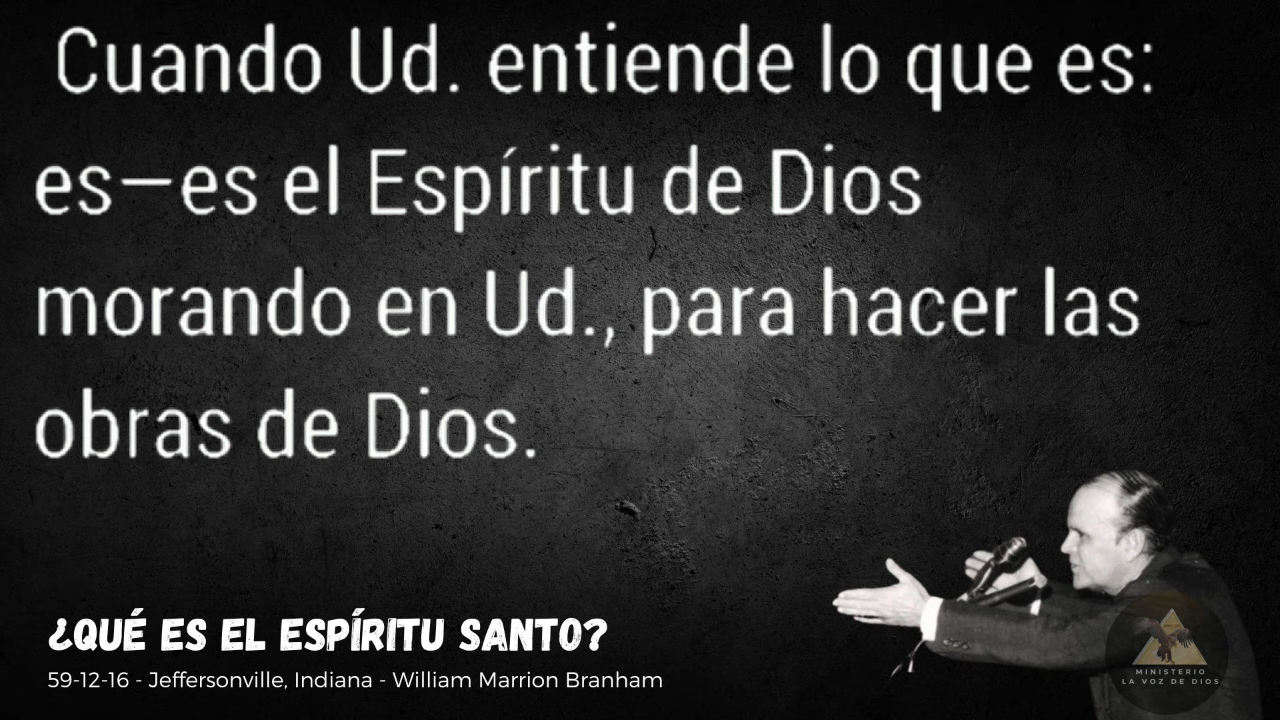 Cuando Ud. entiende lo que es:
es—es el Espíritu de Dios
morando en Ud., para hacer las
obras de Dios.
¿QUÉ ES EL ESPÍRITU SANTO?
59-12-16 - Jeffersonville, Indiana - William Marrion Branham
MINISTERIO
LA VOZ DE DIOS